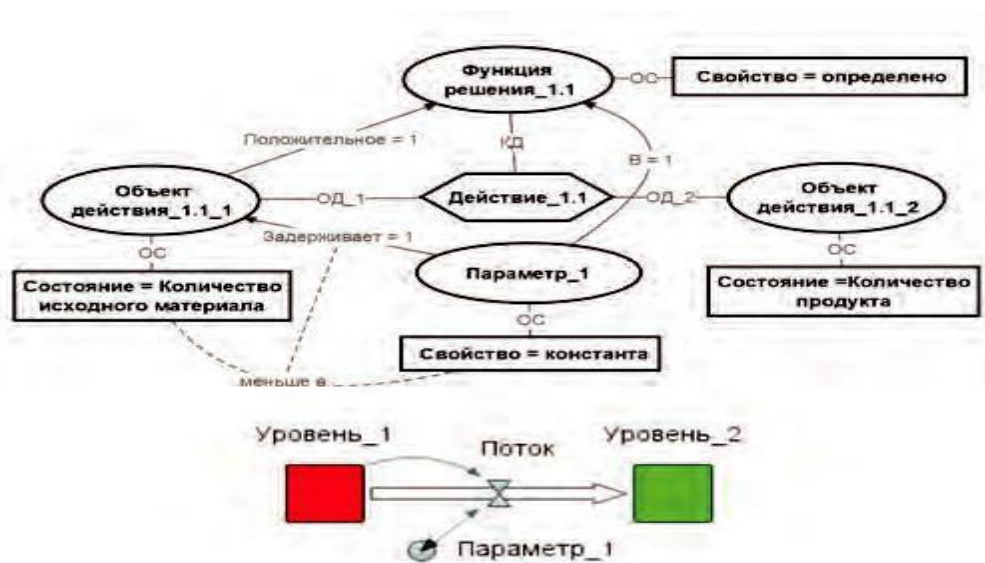 Функция
решения_1.1
ОС
Свойство = определено
Положительное = 1
КД
В = 1
Объект
действия_1.1_1
ОД_1
Действие_1.1
ОД_2
Объект
действия_1.1_2
Задерживает = 1
ОС
Параметр_1
ОС
Состояние = Количество
исходного материала
ОС
Состояние =Количество
продукта
Свойство = константа
меньше в
Уровень_1
Поток
Уровень_2
Параметр_1